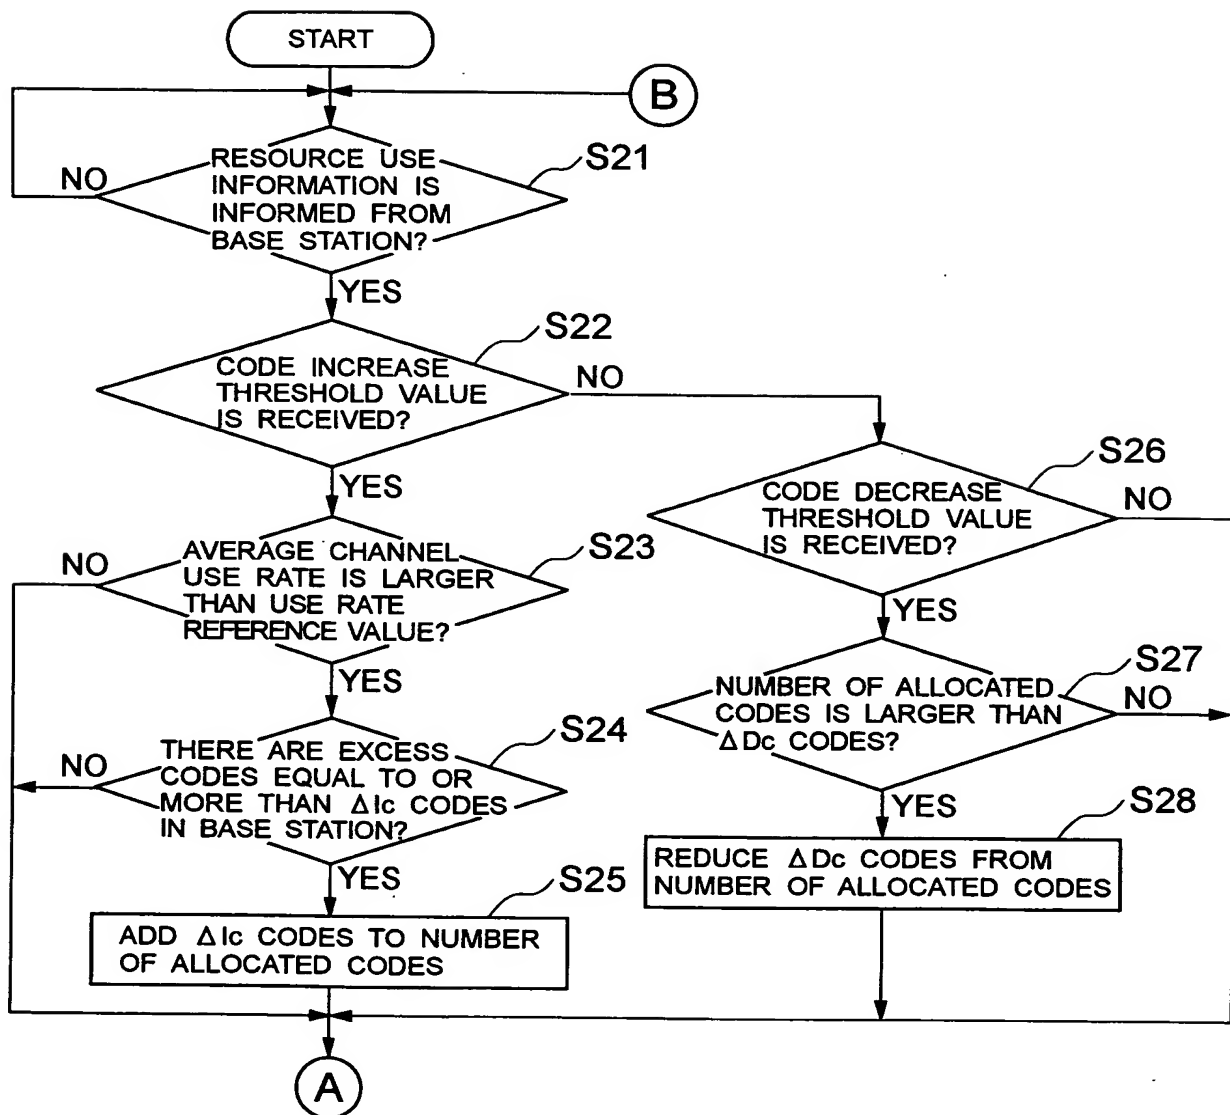 START
B
RESOURCE USE
INFORMATION IS
INFORMED FROM
BASE STATION?
S21
NO
YES
CODE INCREASE
THRESHOLD VALUE
IS RECEIVED?
S22
NO
YES
CODE DECREASE
THRESHOLD VALUE
IS RECEIVED?
S26
NO
YES
AVERAGE CHANNEL
USE RATE IS LARGER
THAN USE RATE
REFERENCE VALUE?
S23
NO
YES
NUMBER OF ALLOCATED
CODES IS LARGER THAN
ΔDc CODES?
S27
NO
YES
THERE ARE EXCESS
CODES EQUAL TO OR
MORE THAN ΔIc CODES
IN BASE STATION?
S24
NO
YES
REDUCE ΔDc CODES FROM
NUMBER OF ALLOCATED CODES
S28
ADD ΔIc CODES TO NUMBER
OF ALLOCATED CODES
S25
A